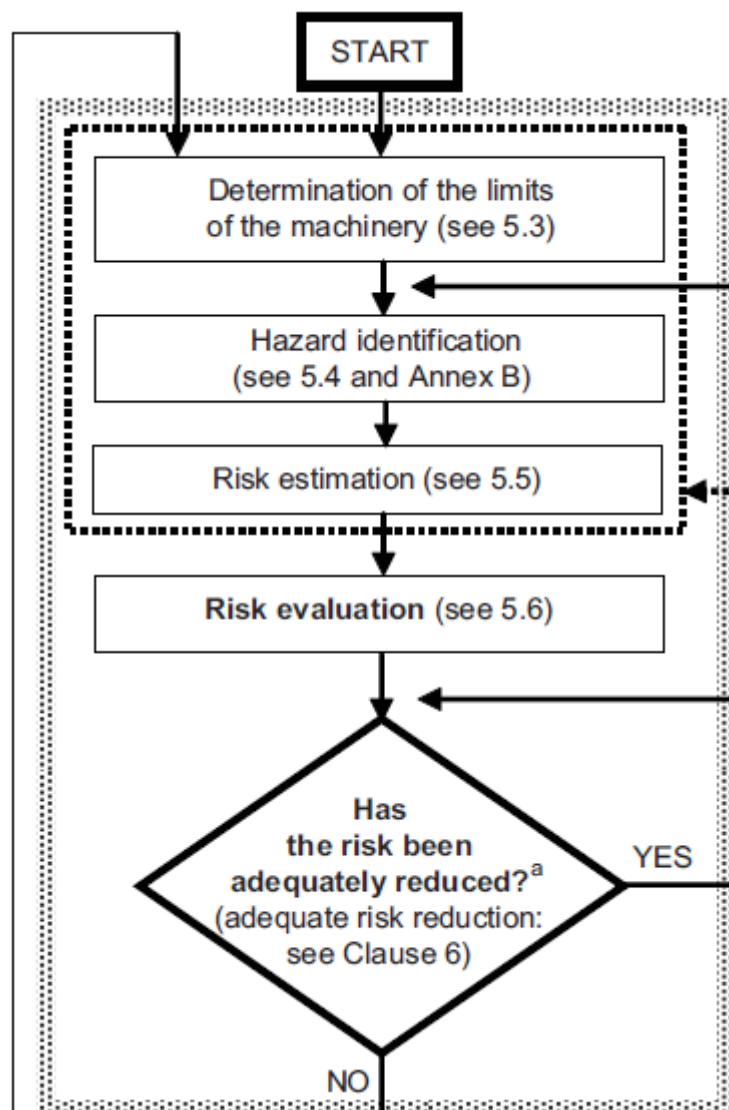 START
Determination of the limits
of the machinery (see 5.3)
Hazard identification
(see 5.4 and Annex B)
Risk estimation (see 5.5)
Risk evaluation (see 5.6)
Has
the risk been
adequately reduced?ᵃ
(adequate risk reduction:
see Clause 6)
YES
NO